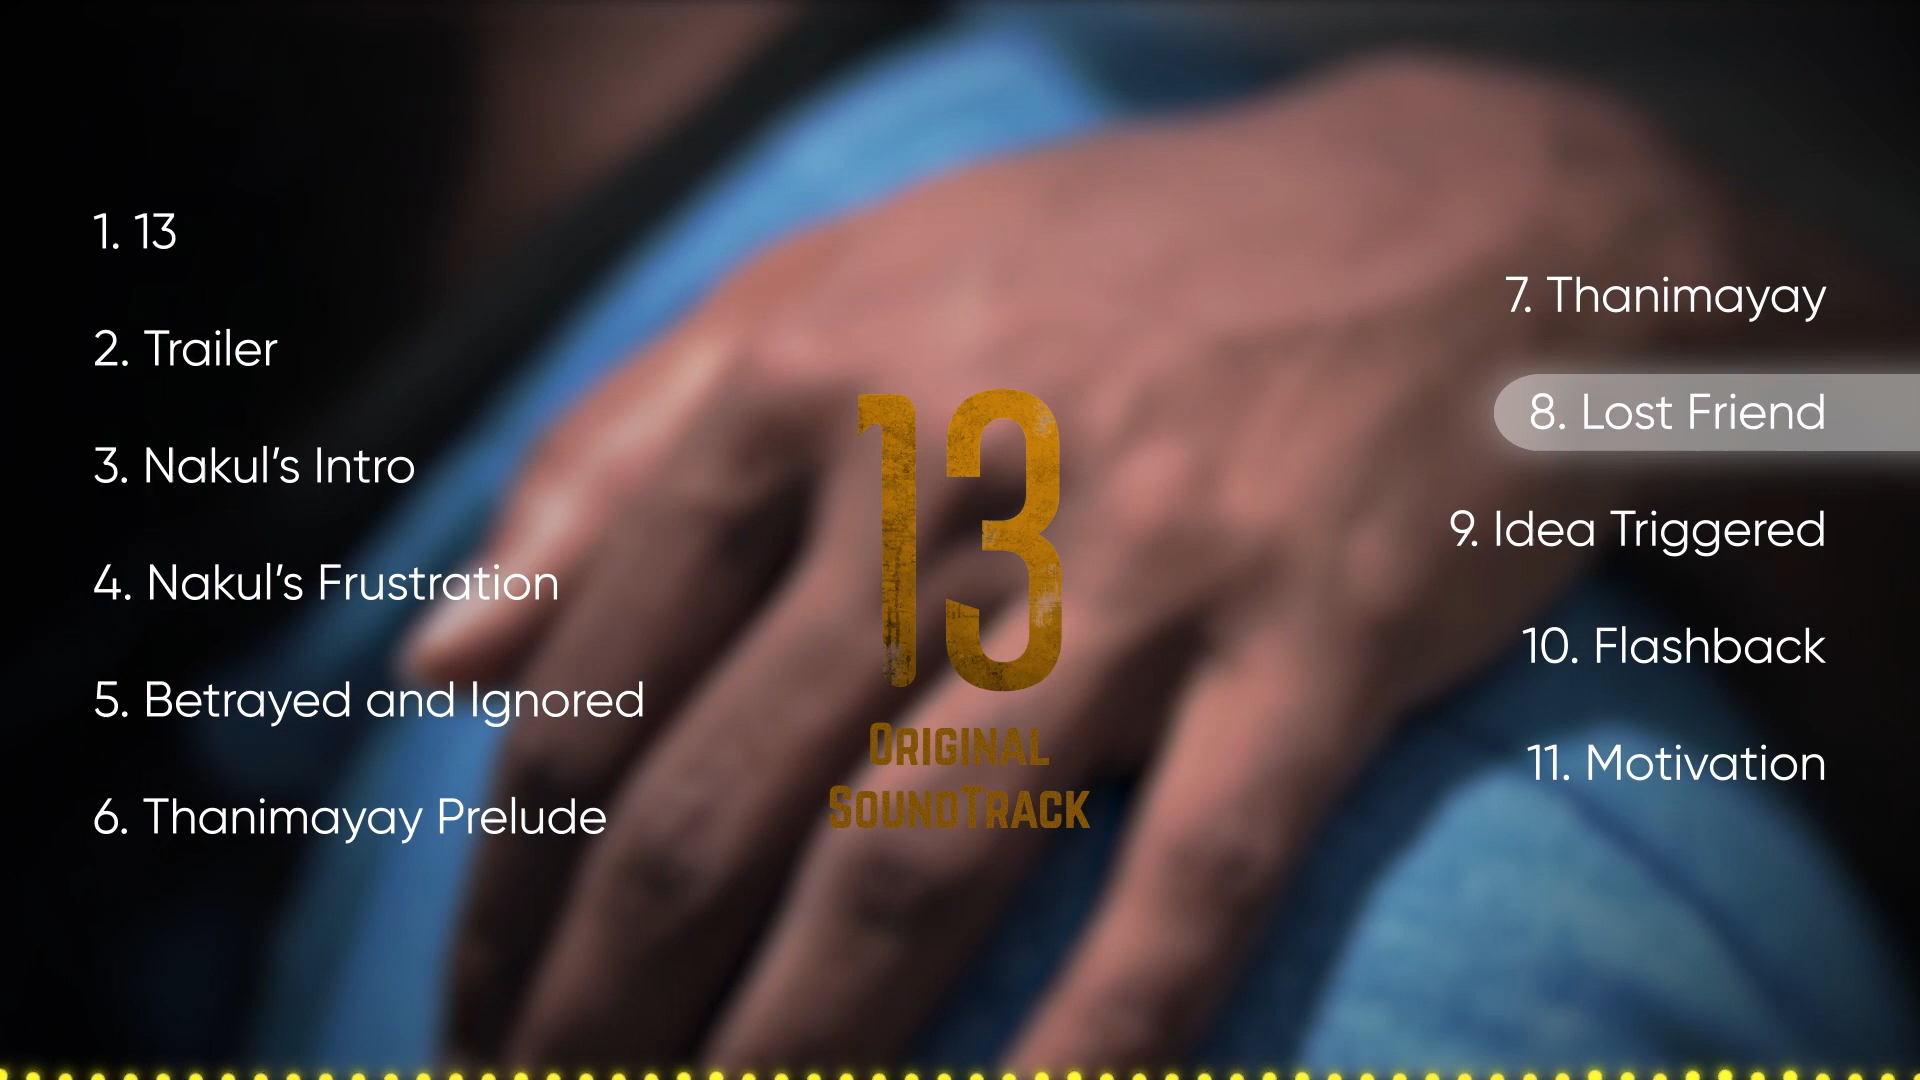 1. 13
2. Trailer
3. Nakul’s Intro
4. Nakul’s Frustration
5. Betrayed and Ignored
6. Thanimayay Prelude
13
Original
SoundTrack
7. Thanimayay
8. Lost Friend
9. Idea Triggered
10. Flashback
11. Motivation